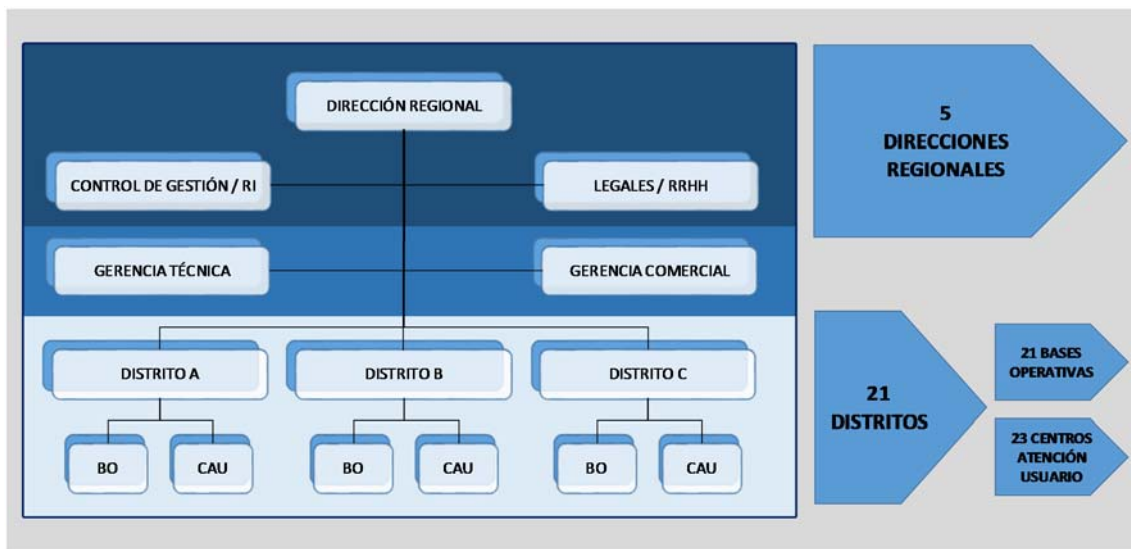 DIRECCIÓN REGIONAL
CONTROL DE GESTIÓN / RI
LEGALES / RRHH
GERENCIA TÉCNICA
GERENCIA COMERCIAL
DISTRITO A
DISTRITO B
DISTRITO C
BO
CAU
BO
CAU
BO
CAU
5
DIRECCIONES
REGIONALES
21
DISTRITOS
21 BASES
OPERATIVAS
23 CENTROS
ATENCIÓN
USUARIO